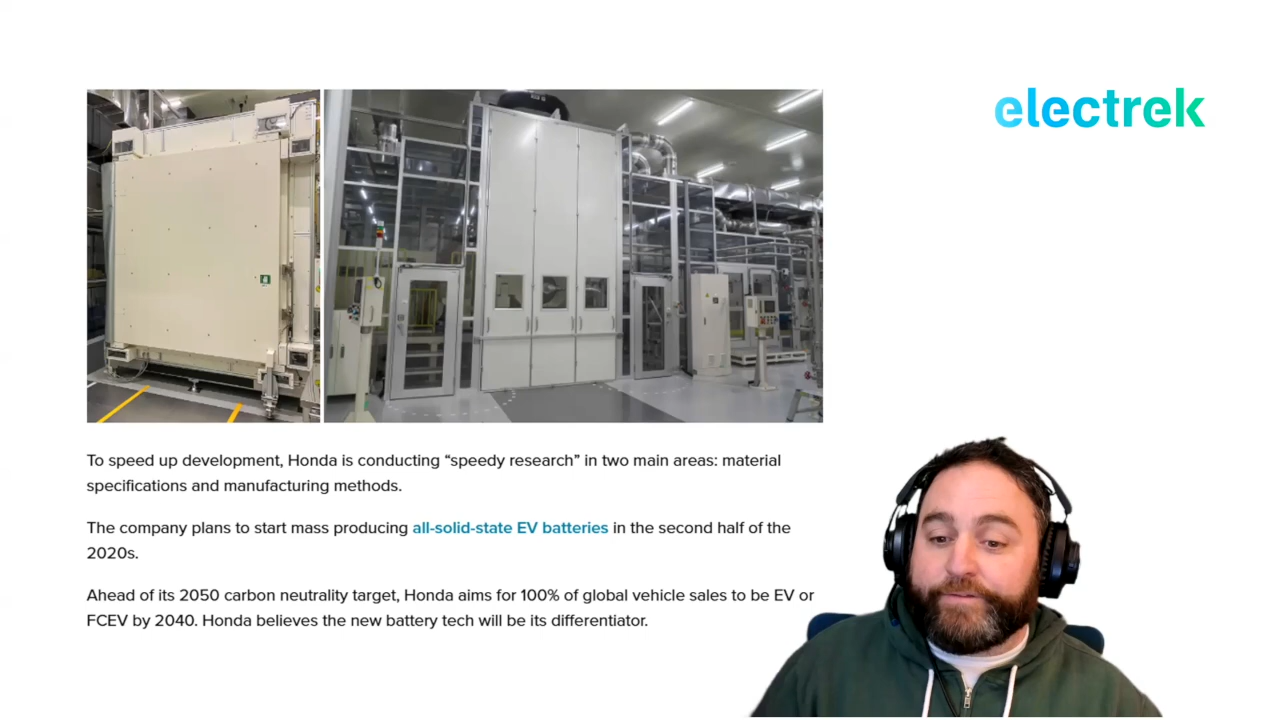 electrek
To speed up development, Honda is conducting “speedy research” in two main areas: material
specifications and manufacturing methods.
The company plans to start mass producing all-solid-state EV batteries in the second half of the
2020s.
Ahead of its 2050 carbon neutrality target, Honda aims for 100% of global vehicle sales to be EV or
FCEV by 2040. Honda believes the new battery tech will be its differentiator.